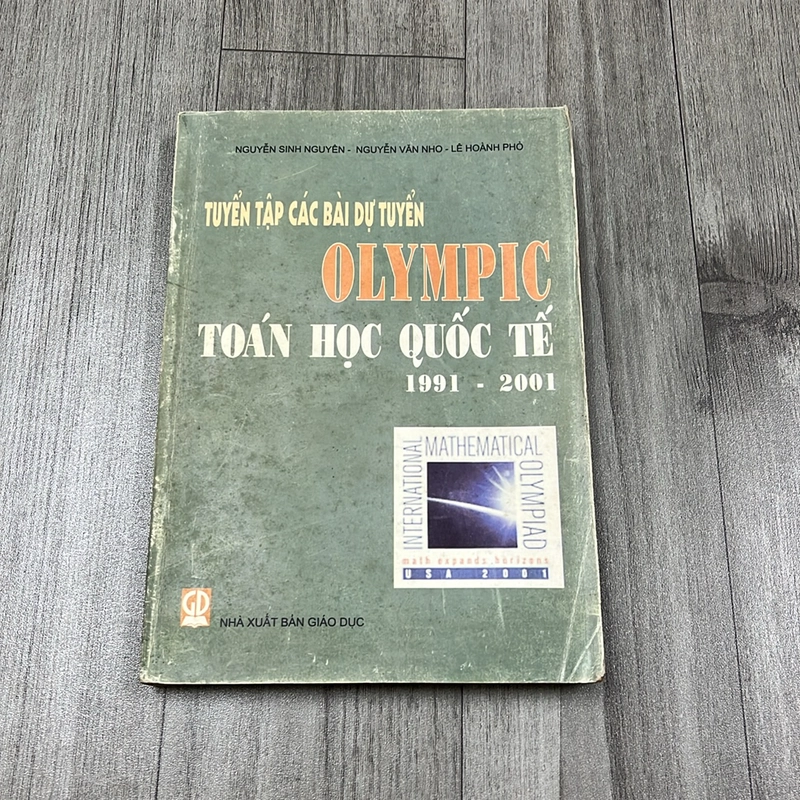 NGUYỄN SINH NGUYÊN - NGUYỄN VĂN NHO - LÊ HOÀNH PHÒ
TUYỂN TẬP CÁC BÀI DỰ TUYỂN
OLYMPIC
TOÁN HỌC QUỐC TẾ
1991 - 2001
INTERNATIONAL
MATHEMATICAL
OLYMPIAD
math expands horizons
USA 2001
GD
NHÀ XUẤT BẢN GIÁO DỤC